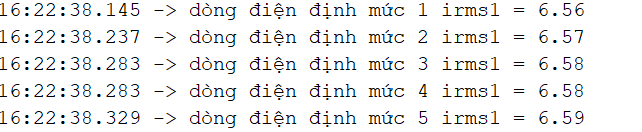 16:22:38.145 -> dòng điện định mức 1 irms1 = 6.56
16:22:38.237 -> dòng điện định mức 2 irms1 = 6.57
16:22:38.283 -> dòng điện định mức 3 irms1 = 6.58
16:22:38.283 -> dòng điện định mức 4 irms1 = 6.58
16:22:38.329 -> dòng điện định mức 5 irms1 = 6.59